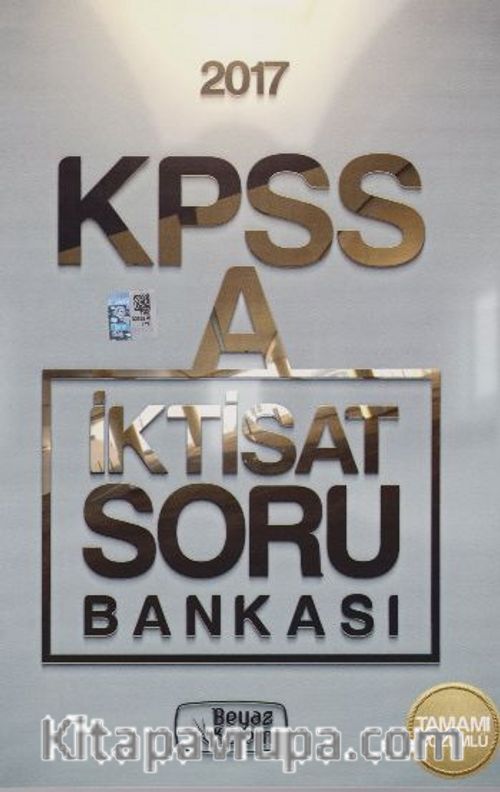 2017
KPSS
A
İKTİSAT
SORU
BANKASI
Beyaz
TAMAMI
Kitapavrupa.com